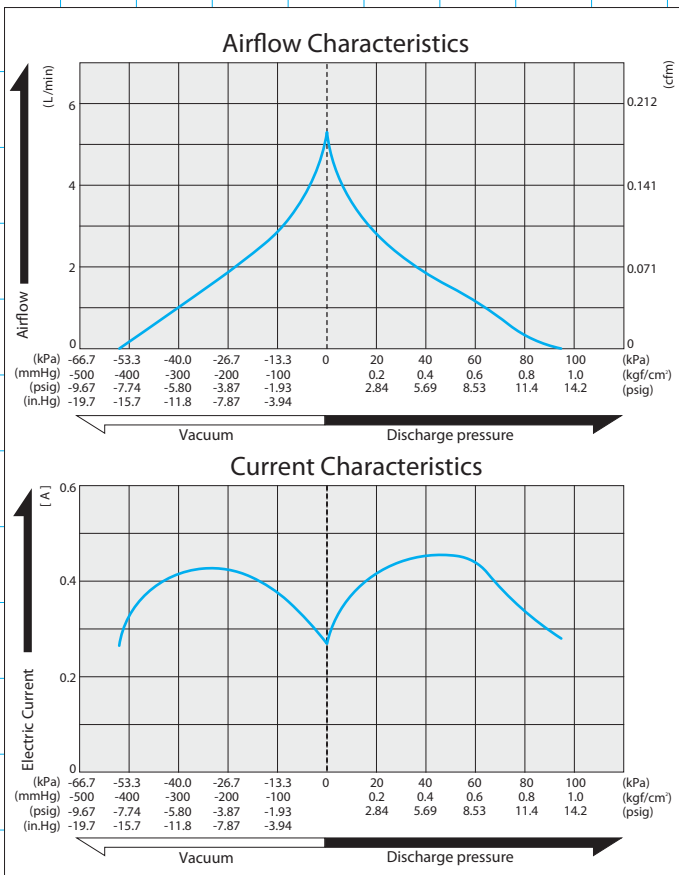 Airflow Characteristics
(L/min)
(cfm)
6
0.212
4
0.141
2
0.071
0
0
Airflow
(kPa) -66.7 -53.3 -40.0 -26.7 -13.3 0 20 40 60 80 100 (kPa)
(mmHg) -500 -400 -300 -200 -100 0.2 0.4 0.6 0.8 1.0 (kgf/cm²)
(psig) -9.67 -7.74 -5.80 -3.87 -1.93 2.84 5.69 8.53 11.4 14.2 (psig)
(in.Hg) -19.7 -15.7 -11.8 -7.87 -3.94
Vacuum Discharge pressure
Current Characteristics
[ A ]
0.6
0.4
0.2
0
Electric Current
(kPa) -66.7 -53.3 -40.0 -26.7 -13.3 0 20 40 60 80 100 (kPa)
(mmHg) -500 -400 -300 -200 -100 0.2 0.4 0.6 0.8 1.0 (kgf/cm²)
(psig) -9.67 -7.74 -5.80 -3.87 -1.93 2.84 5.69 8.53 11.4 14.2 (psig)
(in.Hg) -19.7 -15.7 -11.8 -7.87 -3.94
Vacuum Discharge pressure